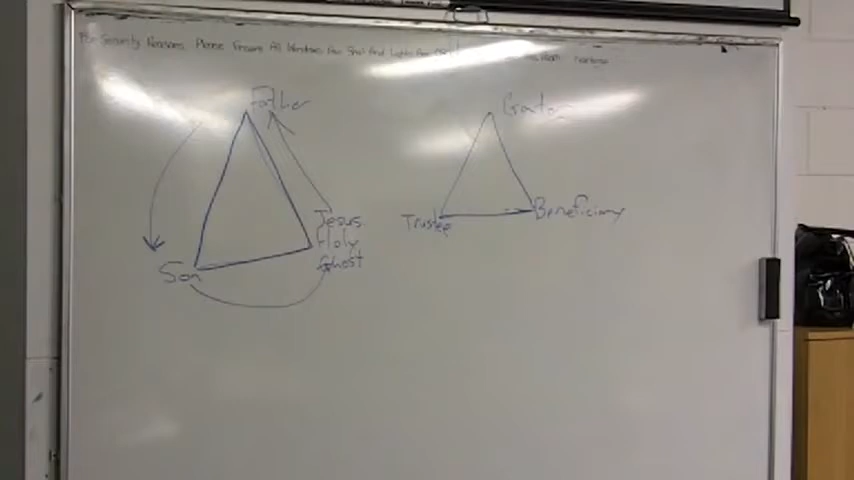 For Security Reasons Please Ensure All Windows Are Shut And Lights Are Off
Father
Grantor
Jesus
Holy
Ghost
Trustee
Beneficiary
Son